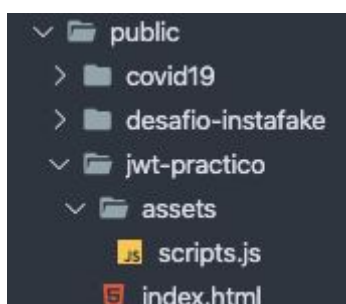 public
covid19
desafio-instafake
jwt-practico
assets
JS scripts.js
index.html